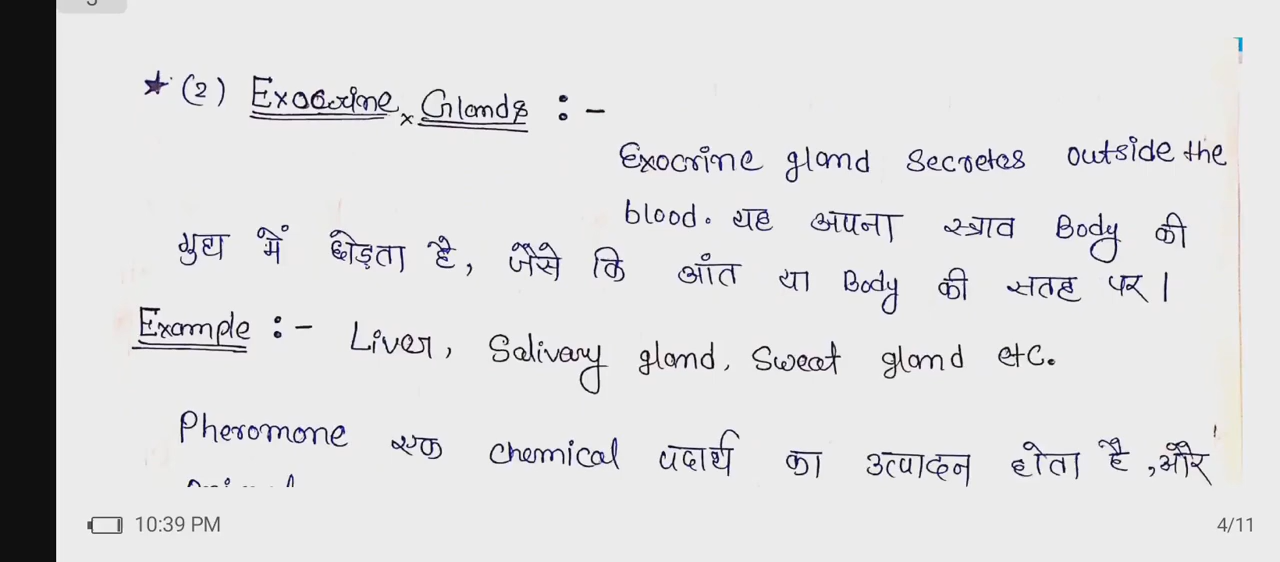 ★ (2) Exocrine × Glands :-
Exocrine gland secretes outside the
blood. यह अपना स्त्राव Body की
गुहा में छोड़ता है, जैसे कि आंत या Body की सतह पर।
Example :- Liver, Salivary gland, Sweat gland etc.
Pheromone एक chemical पदार्थ का उत्पादन होता है, और
10:39 PM
4/11